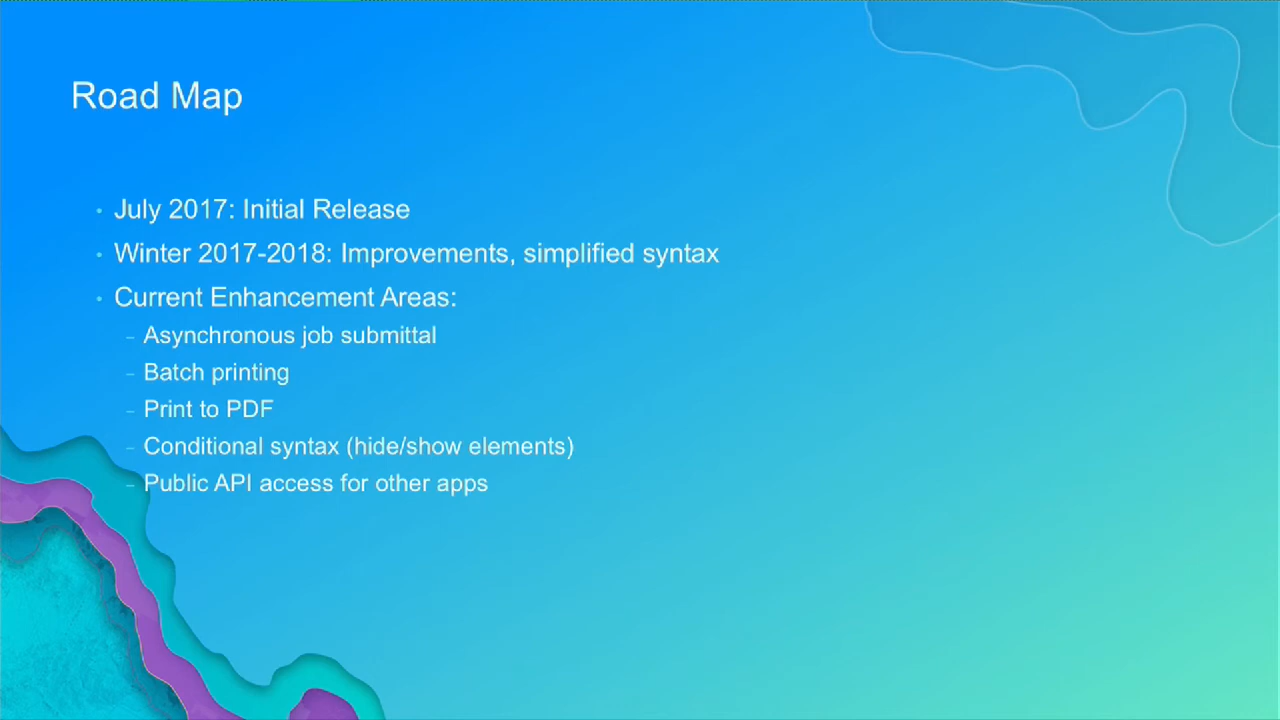 Road Map
• July 2017: Initial Release
• Winter 2017-2018: Improvements, simplified syntax
• Current Enhancement Areas:
– Asynchronous job submittal
– Batch printing
– Print to PDF
– Conditional syntax (hide/show elements)
– Public API access for other apps